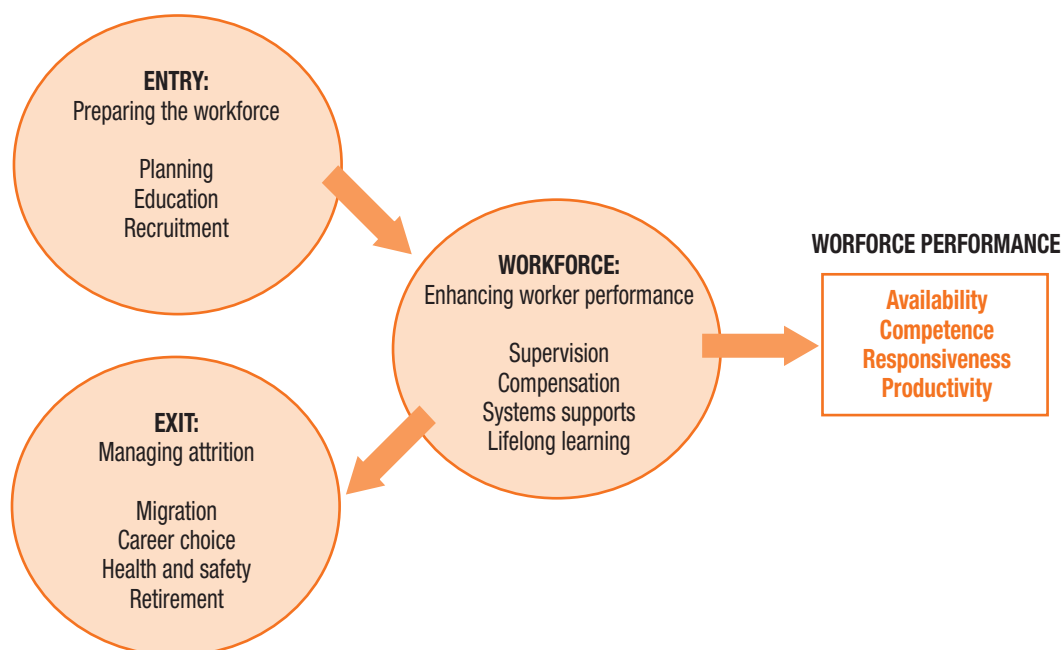 ENTRY:
Preparing the workforce
Planning
Education
Recruitment
WORKFORCE:
Enhancing worker performance
Supervision
Compensation
Systems supports
Lifelong learning
EXIT:
Managing attrition
Migration
Career choice
Health and safety
Retirement
WORFORCE PERFORMANCE
Availability
Competence
Responsiveness
Productivity